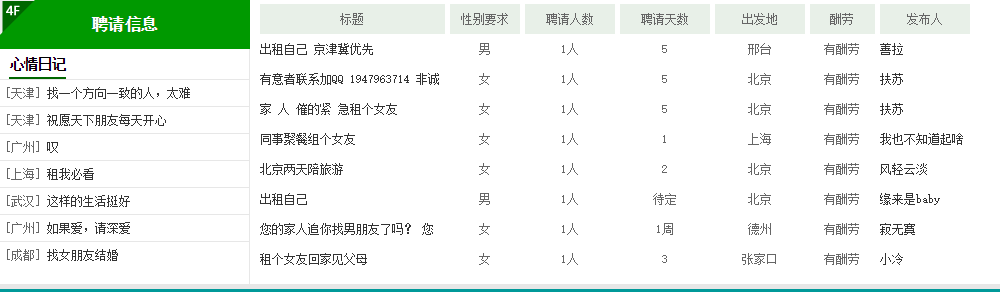 4F
聘请信息
心情日记
[天津] 找一个方向一致的人，太难
[天津] 祝愿天下朋友每天开心
[广州] 叹
[上海] 租我必看
[武汉] 这样的生活挺好
[广州] 如果爱，请深爱
[成都] 找女朋友结婚
标题 性别要求 聘请人数 聘请天数 出发地 酬劳 发布人
出租自己 京津冀优先 男 1人 5 邢台 有酬劳 善拉
有意者联系加QQ 1947963714 非诚 女 1人 5 北京 有酬劳 扶苏
家 人 催的紧 急租个女友 女 1人 5 北京 有酬劳 扶苏
同事聚餐组个女友 女 1人 1 上海 有酬劳 我也不知道起啥
北京两天陪旅游 女 1人 2 北京 有酬劳 风轻云淡
出租自己 男 1人 待定 北京 有酬劳 缘来是baby
您的家人追你找男朋友了吗? 您 女 1人 1周 德州 有酬劳 寂无寞
租个女友回家见父母 女 1人 3 张家口 有酬劳 小冷